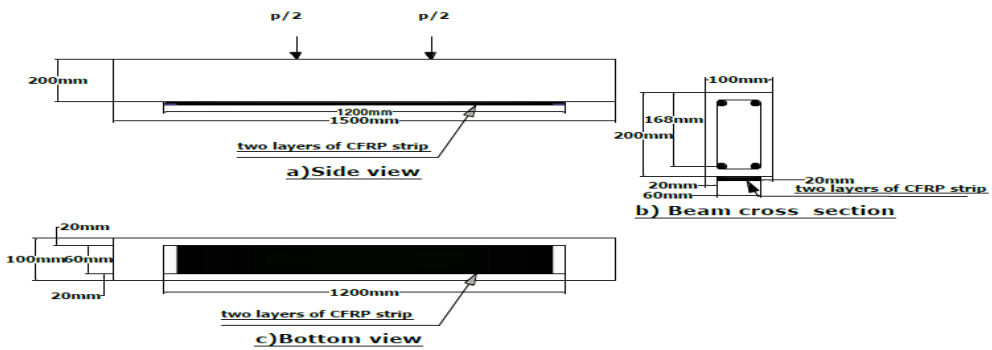 p/2
p/2
200mm
1200mm
1500mm
two layers of CFRP strip
a)Side view
100mm
168mm
200mm
20mm
20mm
60mm
two layers of CFRP strip
b) Beam cross section
20mm
100mm
60mm
20mm
1200mm
two layers of CFRP strip
c)Bottom view